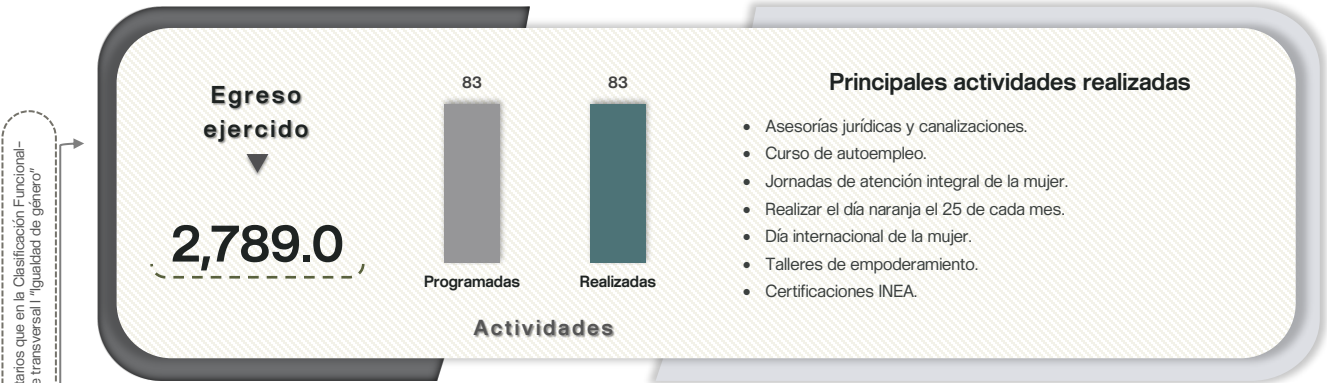 tarios que en la Clasificación Funcional-
e transversal I "Igualdad de género"
Egreso
ejercido
2,789.0
83
83
Programadas
Realizadas
Actividades
Principales actividades realizadas
• Asesorías jurídicas y canalizaciones.
• Curso de autoempleo.
• Jornadas de atención integral de la mujer.
• Realizar el día naranja el 25 de cada mes.
• Día internacional de la mujer.
• Talleres de empoderamiento.
• Certificaciones INEA.